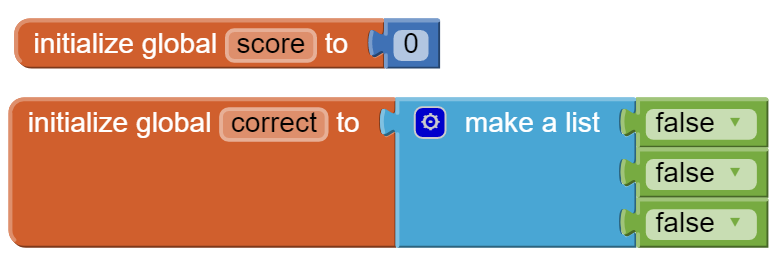 initialize global score to 0
initialize global correct to make a list false
false
false